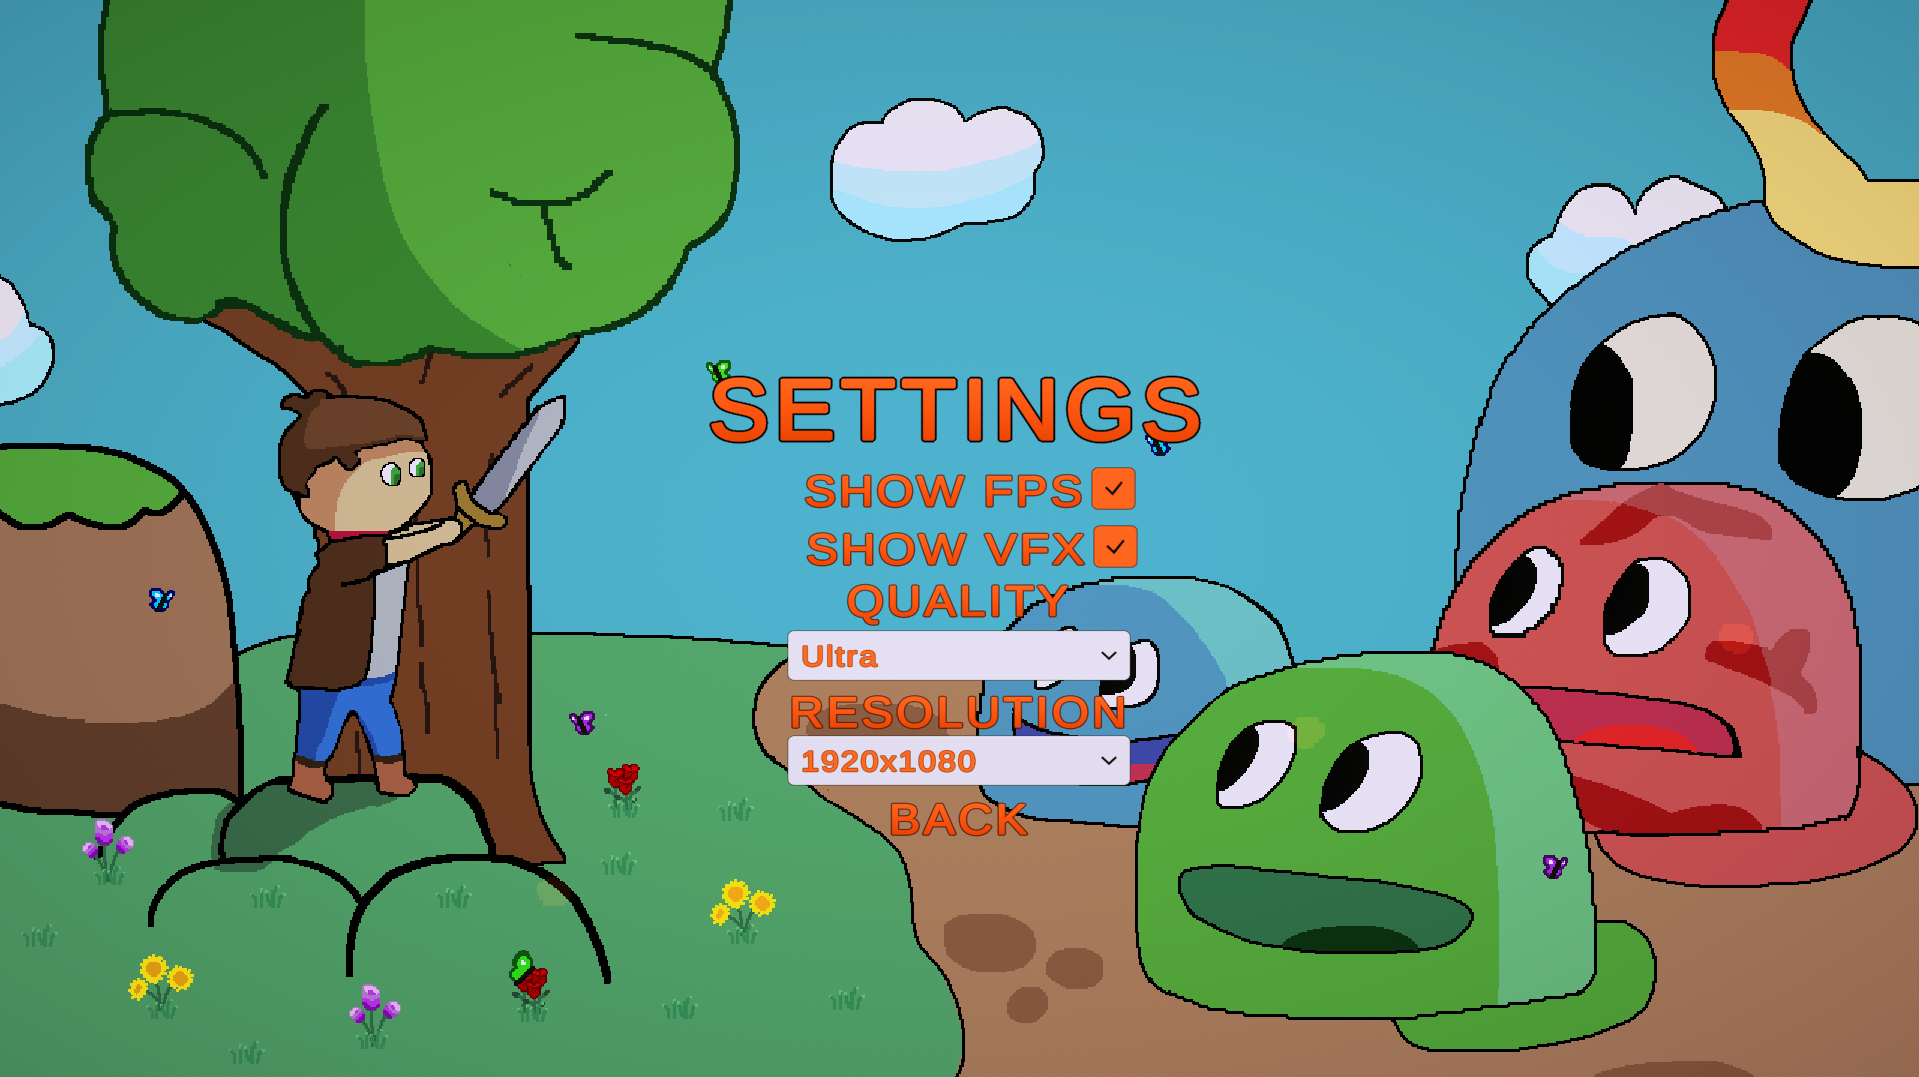 SETTINGS
SHOW FPS
SHOW VFX
QUALITY
Ultra
RESOLUTION
1920x1080
BACK